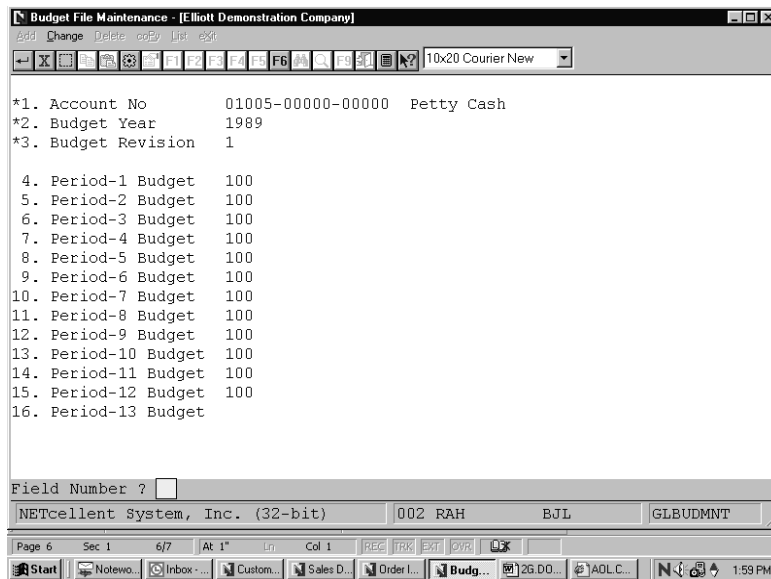 Budget File Maintenance - [Elliott Demonstration Company]
Add Change Delete coPy List eXit
F1 F2 F3 F4 F5 F6 F9 10x20 Courier New
*1. Account No 01005-00000-00000 Petty Cash
*2. Budget Year 1989
*3. Budget Revision 1
4. Period-1 Budget 100
5. Period-2 Budget 100
6. Period-3 Budget 100
7. Period-4 Budget 100
8. Period-5 Budget 100
9. Period-6 Budget 100
10. Period-7 Budget 100
11. Period-8 Budget 100
12. Period-9 Budget 100
13. Period-10 Budget 100
14. Period-11 Budget 100
15. Period-12 Budget 100
16. Period-13 Budget
Field Number ?
NETcellent System, Inc. (32-bit) 002 RAH BJL GLBUDMNT
Page 6 Sec 1 6/7 At 1" Ln Col 1 REC TRK EXT OVR
Start Notewo... Inbox - ... Custom... Sales D... Order I... Budg... 2G.DO... AOL.C... 1:59 PM